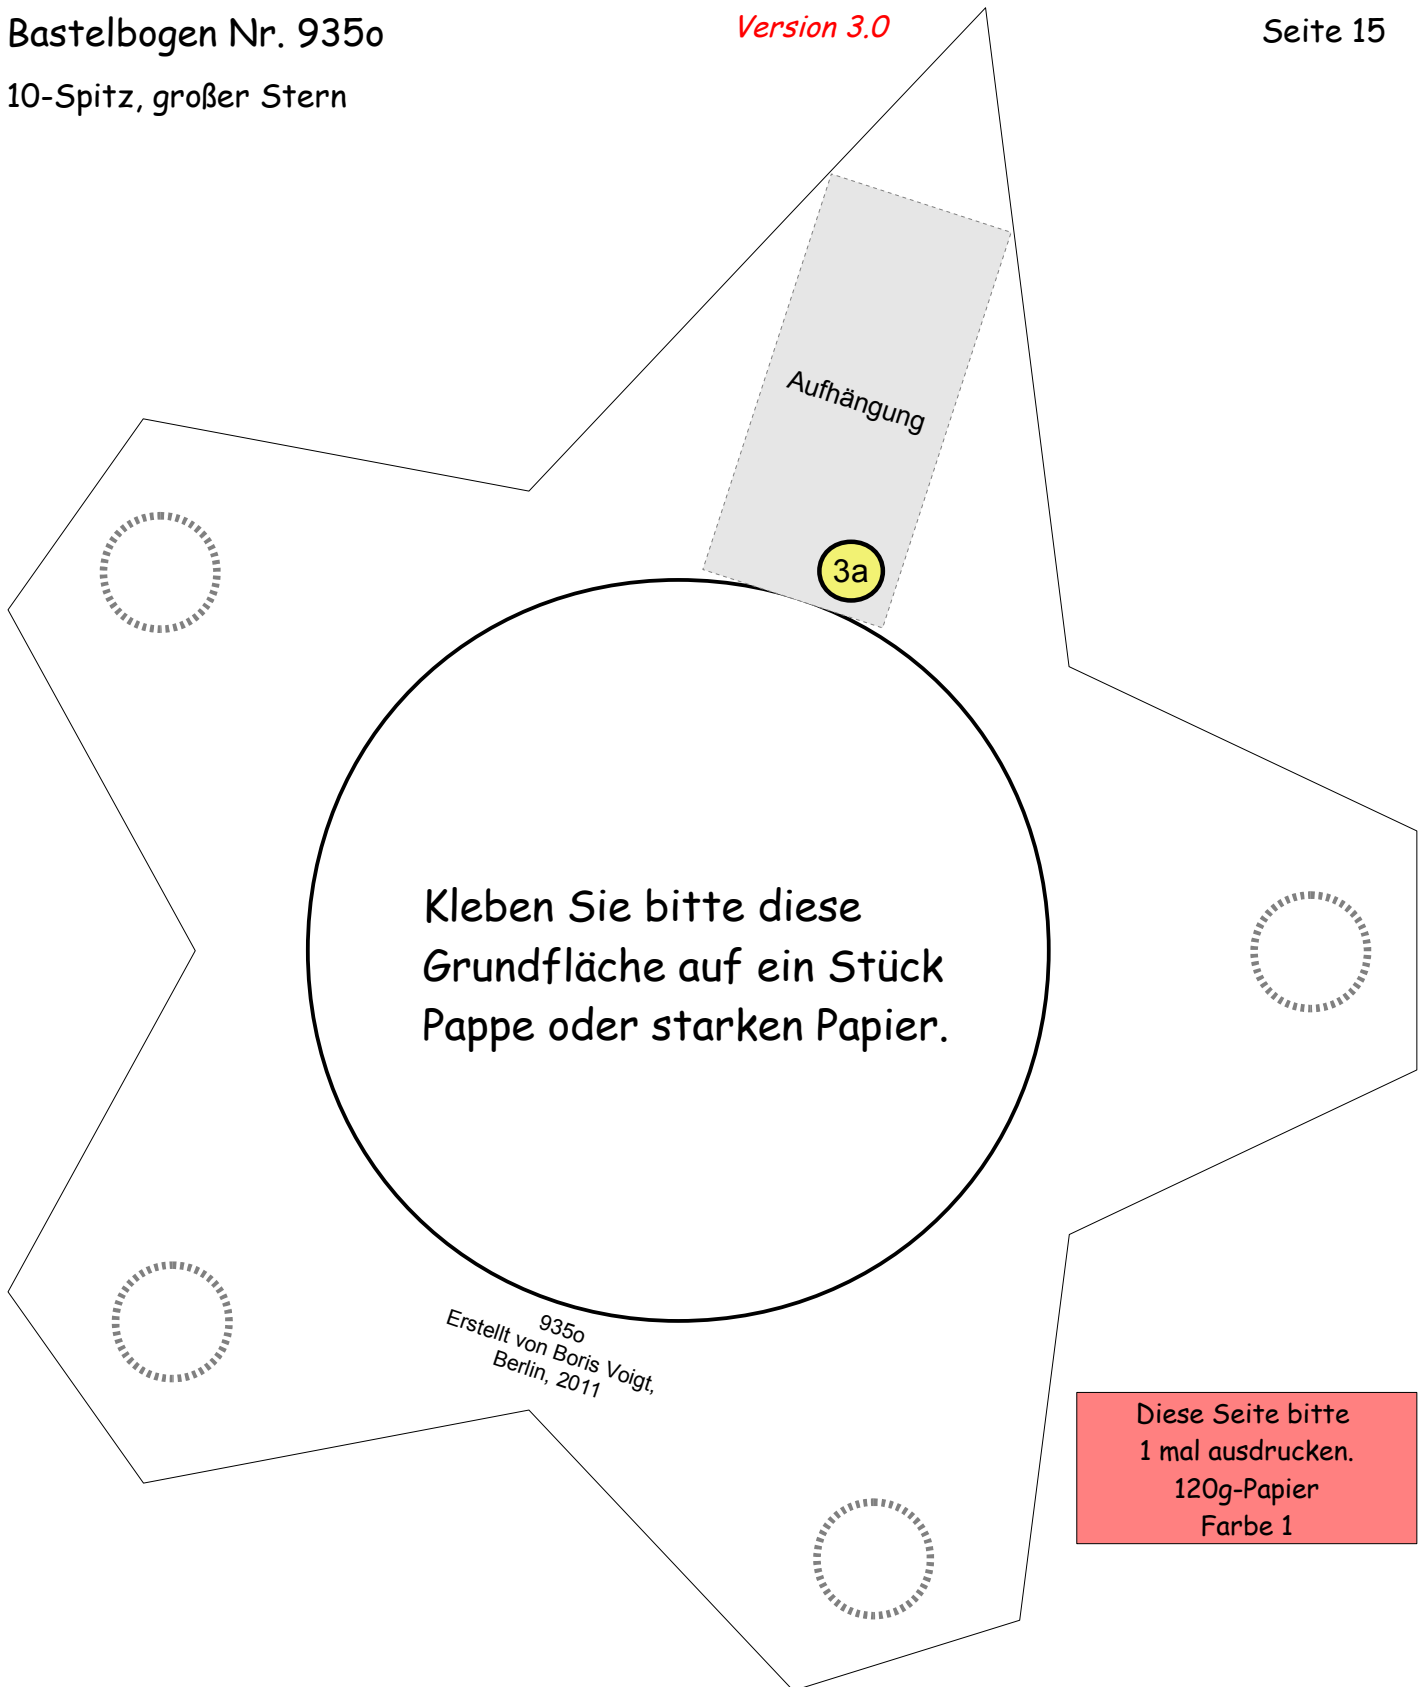 Bastelbogen Nr. 935o
Version 3.0
Seite 15
10-Spitz, großer Stern
Aufhängung
3a
Kleben Sie bitte diese
Grundfläche auf ein Stück
Pappe oder starken Papier.
935o
Erstellt von Boris Voigt,
Berlin, 2011
Diese Seite bitte
1 mal ausdrucken.
120g-Papier
Farbe 1